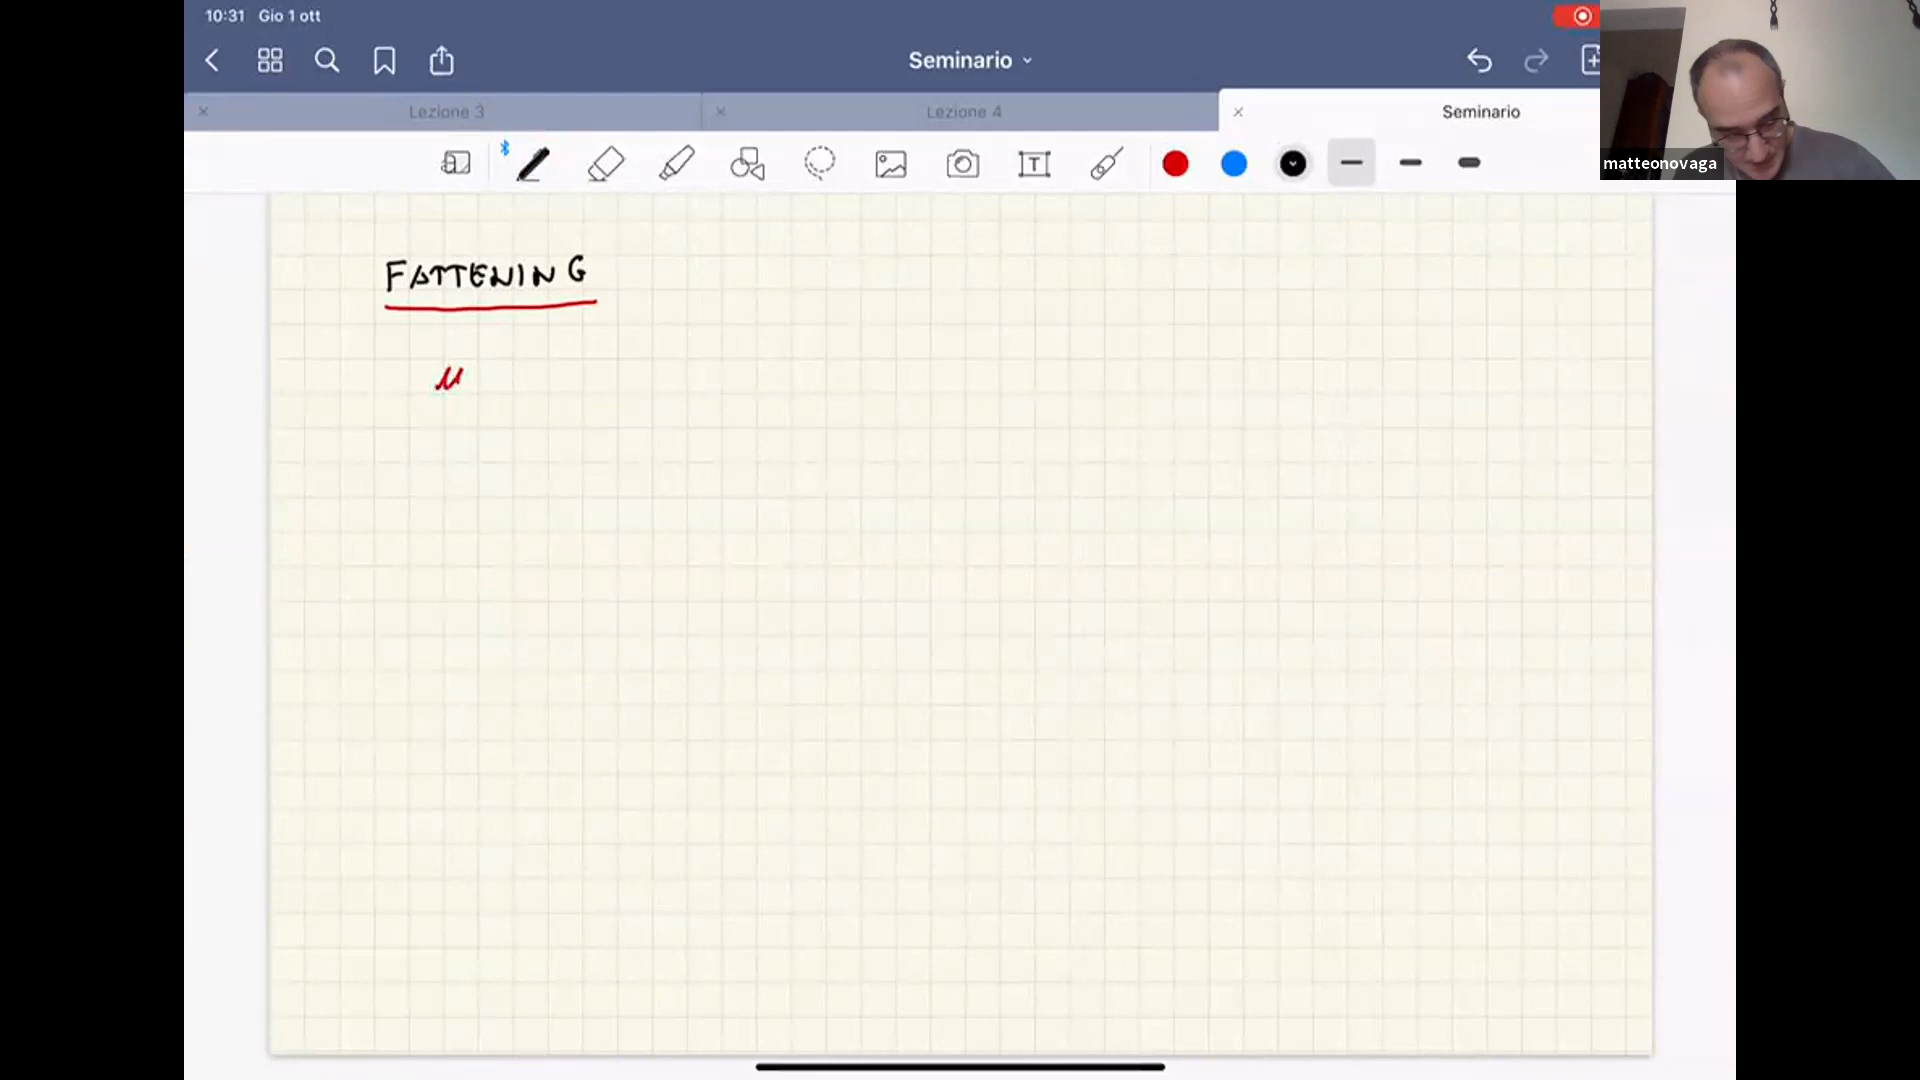 10:31 Gio 1 ott
Seminario
Lezione 3
Lezione 4
Seminario
T
matteonovaga
FATTENING
u